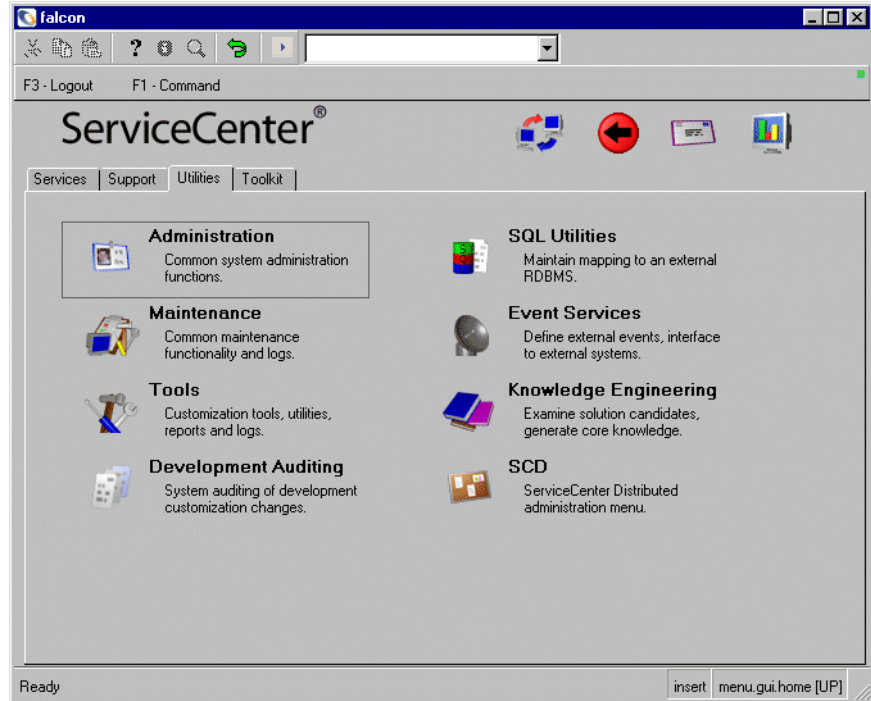 falcon
F3 - Logout F1 - Command
ServiceCenter®
Services Support Utilities Toolkit
Administration
Common system administration
functions.
Maintenance
Common maintenance
functionality and logs.
Tools
Customization tools, utilities,
reports and logs.
Development Auditing
System auditing of development
customization changes.
SQL Utilities
Maintain mapping to an external
RDBMS.
Event Services
Define external events, interface
to external systems.
Knowledge Engineering
Examine solution candidates,
generate core knowledge.
SCD
ServiceCenter Distributed
administration menu.
Ready insert menu.gui.home [UP]